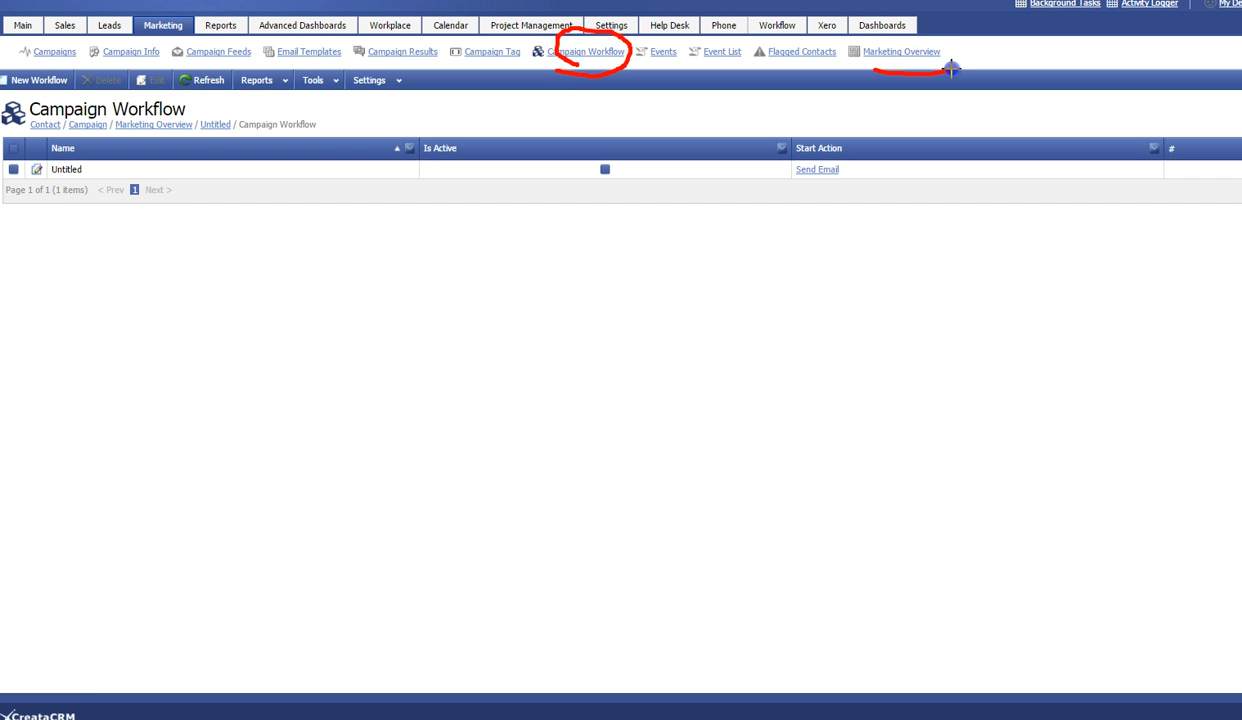 Background Tasks Activity Logger My De
Main Sales Leads Marketing Reports Advanced Dashboards Workplace Calendar Project Management Settings Help Desk Phone Workflow Xero Dashboards
Campaigns Campaign Info Campaign Feeds Email Templates Campaign Results Campaign Tag Campaign Workflow Events Event List Flagged Contacts Marketing Overview
New Workflow Delete Edit Refresh Reports Tools Settings
Campaign Workflow
Contact / Campaign / Marketing Overview / Untitled / Campaign Workflow
Name Is Active Start Action #
Untitled Send Email
Page 1 of 1 (1 items) < Prev 1 Next >
CreataCRM